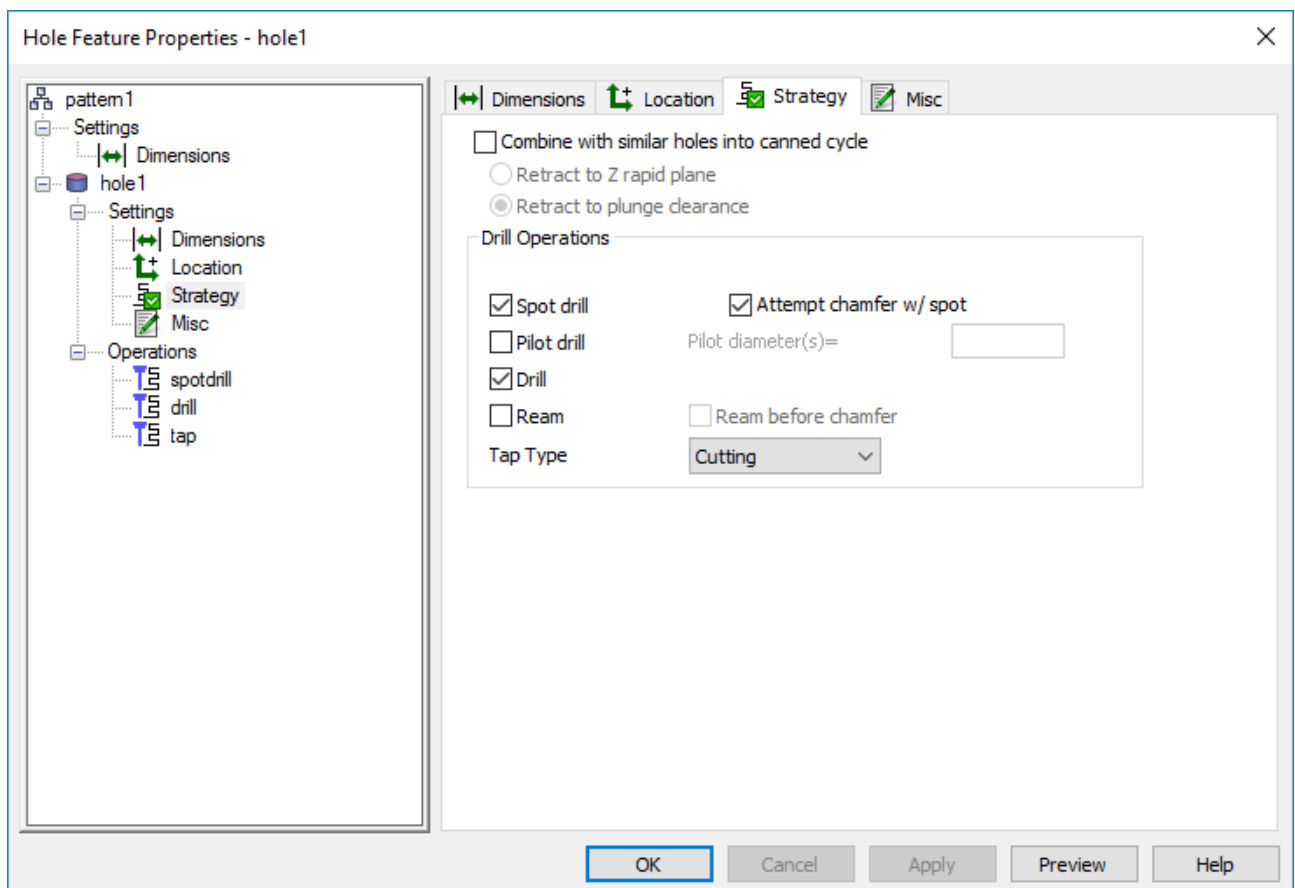 Hole Feature Properties - hole1
pattern1
Settings
Dimensions
hole1
Settings
Dimensions
Location
Strategy
Misc
Operations
spotdrill
drill
tap
Dimensions Location Strategy Misc
Combine with similar holes into canned cycle
Retract to Z rapid plane
Retract to plunge clearance
Drill Operations
Spot drill Attempt chamfer w/ spot
Pilot drill Pilot diameter(s)=
Drill
Ream Ream before chamfer
Tap Type Cutting
OK Cancel Apply Preview Help